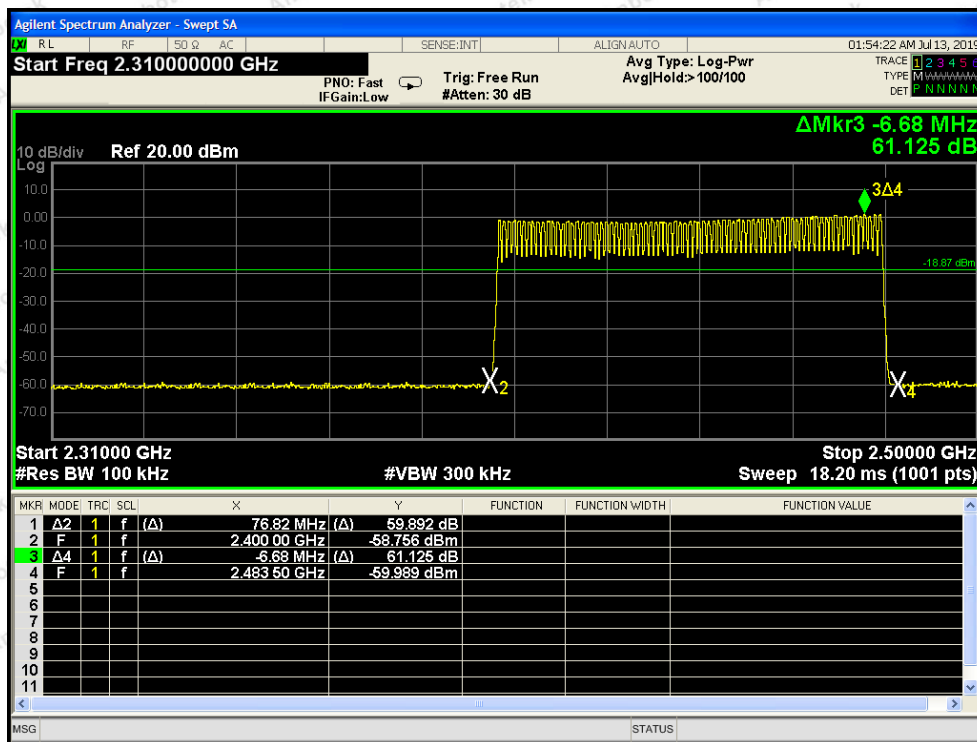 Agilent Spectrum Analyzer - Swept SA
LXI RL RF 50 Ω AC SENSE:INT ALIGN AUTO 01:54:22 AM Jul 13, 2019
Start Freq 2.310000000 GHz
PNO: Fast
IFGain:Low
Trig: Free Run
#Atten: 30 dB
Avg Type: Log-Pwr
Avg|Hold:>100/100
TRACE 1 2 3 4 5 6
TYPE M
DET P N N N N N
ΔMkr3 -6.68 MHz
61.125 dB
10 dB/div Ref 20.00 dBm
Log
10.0
0.00
-10.0
-20.0
-30.0
-40.0
-50.0
-60.0
-70.0
3Δ4
-18.87 dBm
2
4
Start 2.31000 GHz Stop 2.50000 GHz
#Res BW 100 kHz #VBW 300 kHz Sweep 18.20 ms (1001 pts)
MKR MODE TRC SCL X Y FUNCTION FUNCTION WIDTH FUNCTION VALUE
1 Δ2 1 f (Δ) 76.82 MHz (Δ) 59.892 dB
2 F 1 f 2.400 00 GHz -58.756 dBm
3 Δ4 1 f (Δ) -6.68 MHz (Δ) 61.125 dB
4 F 1 f 2.483 50 GHz -59.989 dBm
5
6
7
8
9
10
11
MSG STATUS